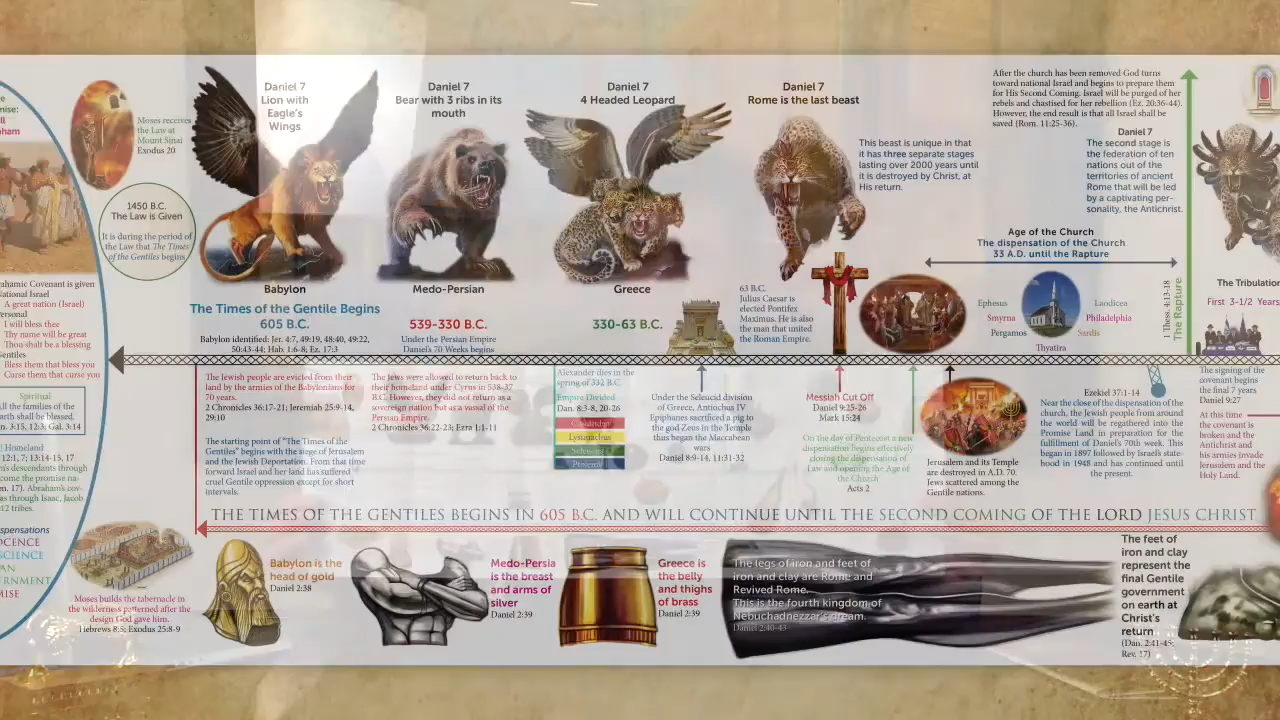 Moses receives
the Law at
Mount Sinai
Exodus 20
1450 B.C.
The Law is Given
It is during the period of
the Law that The Times
of the Gentiles begins
Daniel 7
Lion with
Eagle's
Wings
Babylon
The Times of the Gentile Begins
605 B.C.
Babylon identified: Jer. 4:7, 49:19, 48:40, 49:22,
50:43-44; Hab. 1:6-8; Ez. 17:3
Daniel 7
Bear with 3 ribs in its
mouth
Medo-Persian
539-330 B.C.
Under the Persian Empire
Daniel's 70 Weeks begins
Daniel 7
4 Headed Leopard
Greece
330-63 B.C.
Daniel 7
Rome is the last beast
This beast is unique in that
it has three separate stages
lasting over 2000 years until
it is destroyed by Christ, at
His return.
63 B.C.
Julius Caesar is
elected Pontifex
Maximus. He is also
the man that united
the Roman Empire.
After the church has been removed God turns
toward national Israel and begins to prepare them
for His Second Coming. Israel will be purged of her
rebels and chastised for her rebellion (Ez. 20:36-44).
However, the end result is that all Israel shall be
saved (Rom. 11:25-36).
Daniel 7
The second stage is
the federation of ten
nations out of the
territories of ancient
Rome that will be led
by a captivating per-
sonality, the Antichrist.
Age of the Church
The dispensation of the Church
33 A.D. until the Rapture
Ephesus
Smyrna
Pergamos
Thyatira
Sardis
Philadelphia
Laodicea
1 Thess. 4:13-18
The Rapture
The Tribulation
First 3-1/2 Years
ahamic Covenant is given
National Israel
A great nation (Israel)
Personal
I will bless thee
Thy name will be great
Thou shalt be a blessing
Gentiles
Bless them that bless you
Curse them that curse you
Spiritual
All the families of the
earth shall be blessed.
n. 3:15, 12:3; Gal. 3:14
Homeland
12:1, 7; 13:14-15, 17
m's descendants through
come the promise na-
en. 17). Abraham's cov-
as through Isaac, Jacob,
12 tribes.
The Jewish people are evicted from their
land by the armies of the Babylonians for
70 years.
2 Chronicles 36:17-21; Jeremiah 25:9-14,
29:10
The starting point of "The Times of the
Gentiles" begins with the siege of Jerusalem
and the Jewish Deportation. From that time
forward Israel and her land has suffered
cruel Gentile oppression except for short
intervals.
The Jews were allowed to return back to
their homeland under Cyrus in 538-37
B.C. However, they did not return as a
sovereign nation but as a vassal of the
Persian Empire.
2 Chronicles 36:22-23; Ezra 1:1-11
Alexander dies in the
spring of 332 B.C.
Empire Divided
Dan. 8:3-8, 20-26
Cassander
Lysimachus
Seleucus
Ptolemy
Under the Seleucid division
of Greece, Antiochus IV
Epiphanes sacrificed a pig to
the god Zeus in the Temple
thus began the Maccabean
wars
Daniel 8:9-14, 11:31-32
Messiah Cut Off
Daniel 9:25-26
Mark 15:24
On the day of Pentecost a new
dispensation begins effectively
closing the dispensation of
Law and opening the Age of
the Church
Acts 2
Jerusalem and its Temple
are destroyed in A.D. 70.
Jews scattered among the
Gentile nations.
Ezekiel 37:1-14
Near the close of the dispensation of the
church, the Jewish people from around
the world will be regathered into the
Promise Land in preparation for the
fulfillment of Daniel's 70th week. This
began in 1897 followed by Israel's state-
hood in 1948 and has continued until
the present.
The signing of the
covenant begins
the final 7 years
Daniel 9:27
At this time
the covenant is
broken and the
Antichrist and
his armies invade
Jerusalem and the
Holy Land.
THE TIMES OF THE GENTILES BEGINS IN 605 B.C. AND WILL CONTINUE UNTIL THE SECOND COMING OF THE LORD JESUS CHRIST
Moses builds the tabernacle in
the wilderness patterned after the
design God gave him.
Hebrews 8:5; Exodus 25:8-9
Babylon is the
head of gold
Daniel 2:38
Medo-Persia
is the breast
and arms of
silver
Daniel 2:39
Greece is
the belly
and thighs
of brass
Daniel 2:39
The legs of iron and feet of
iron and clay are Rome and
Revived Rome.
This is the fourth kingdom of
Nebuchadnezzar's dream.
Daniel 2:40-43
The feet of
iron and clay
represent the
final Gentile
government
on earth at
Christ's
return
(Dan. 2:41-45;
Rev. 17)